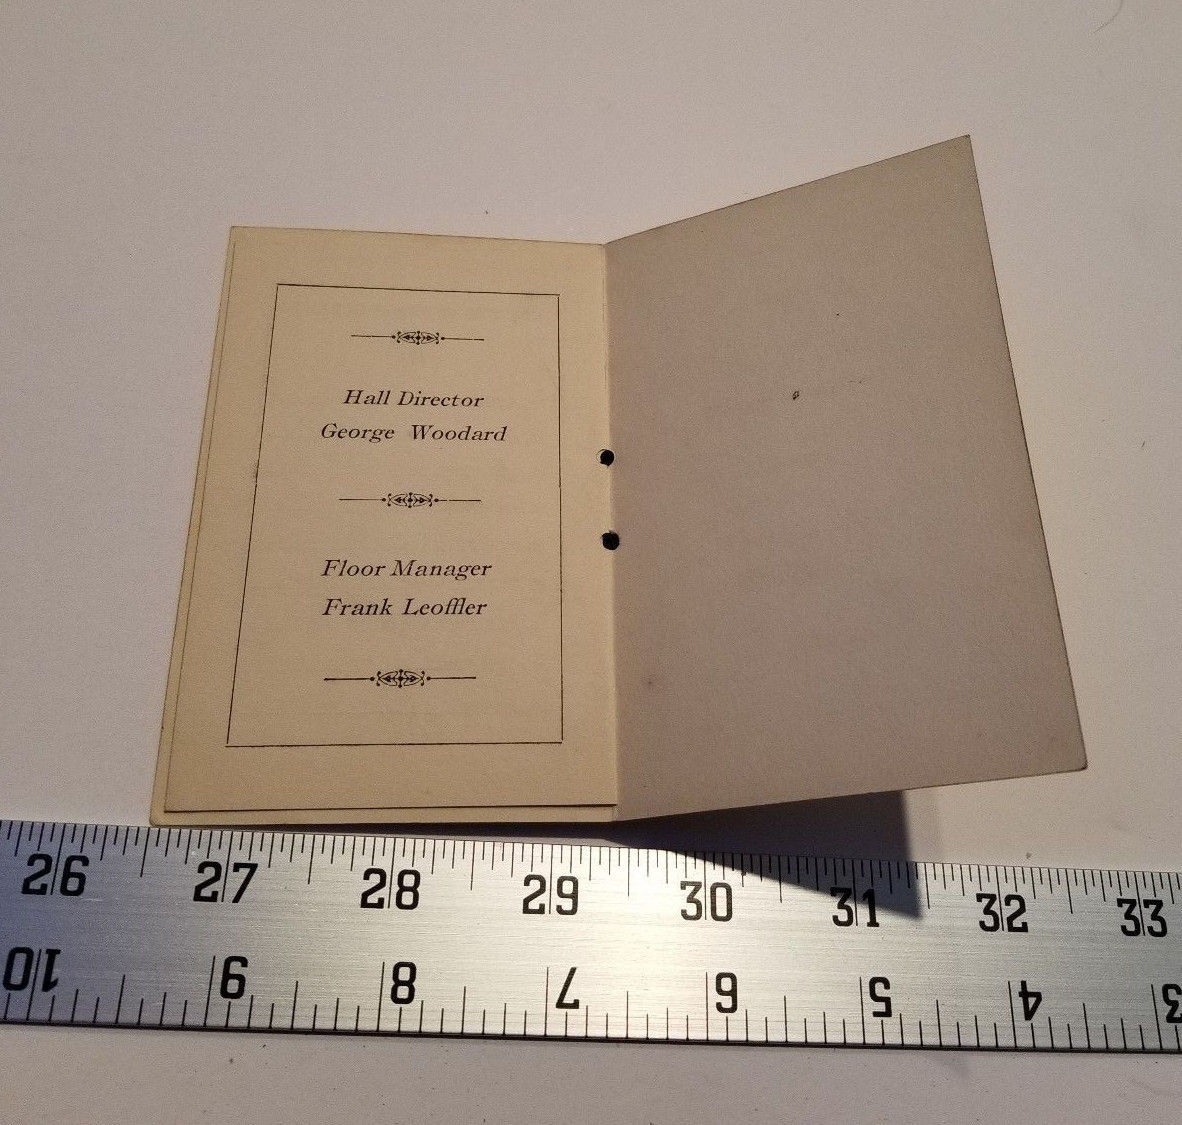 Hall Director
George Woodard
Floor Manager
Frank Leoffler
26 27 28 29 30 31 32 33
10 9 8 7 6 5 4 3